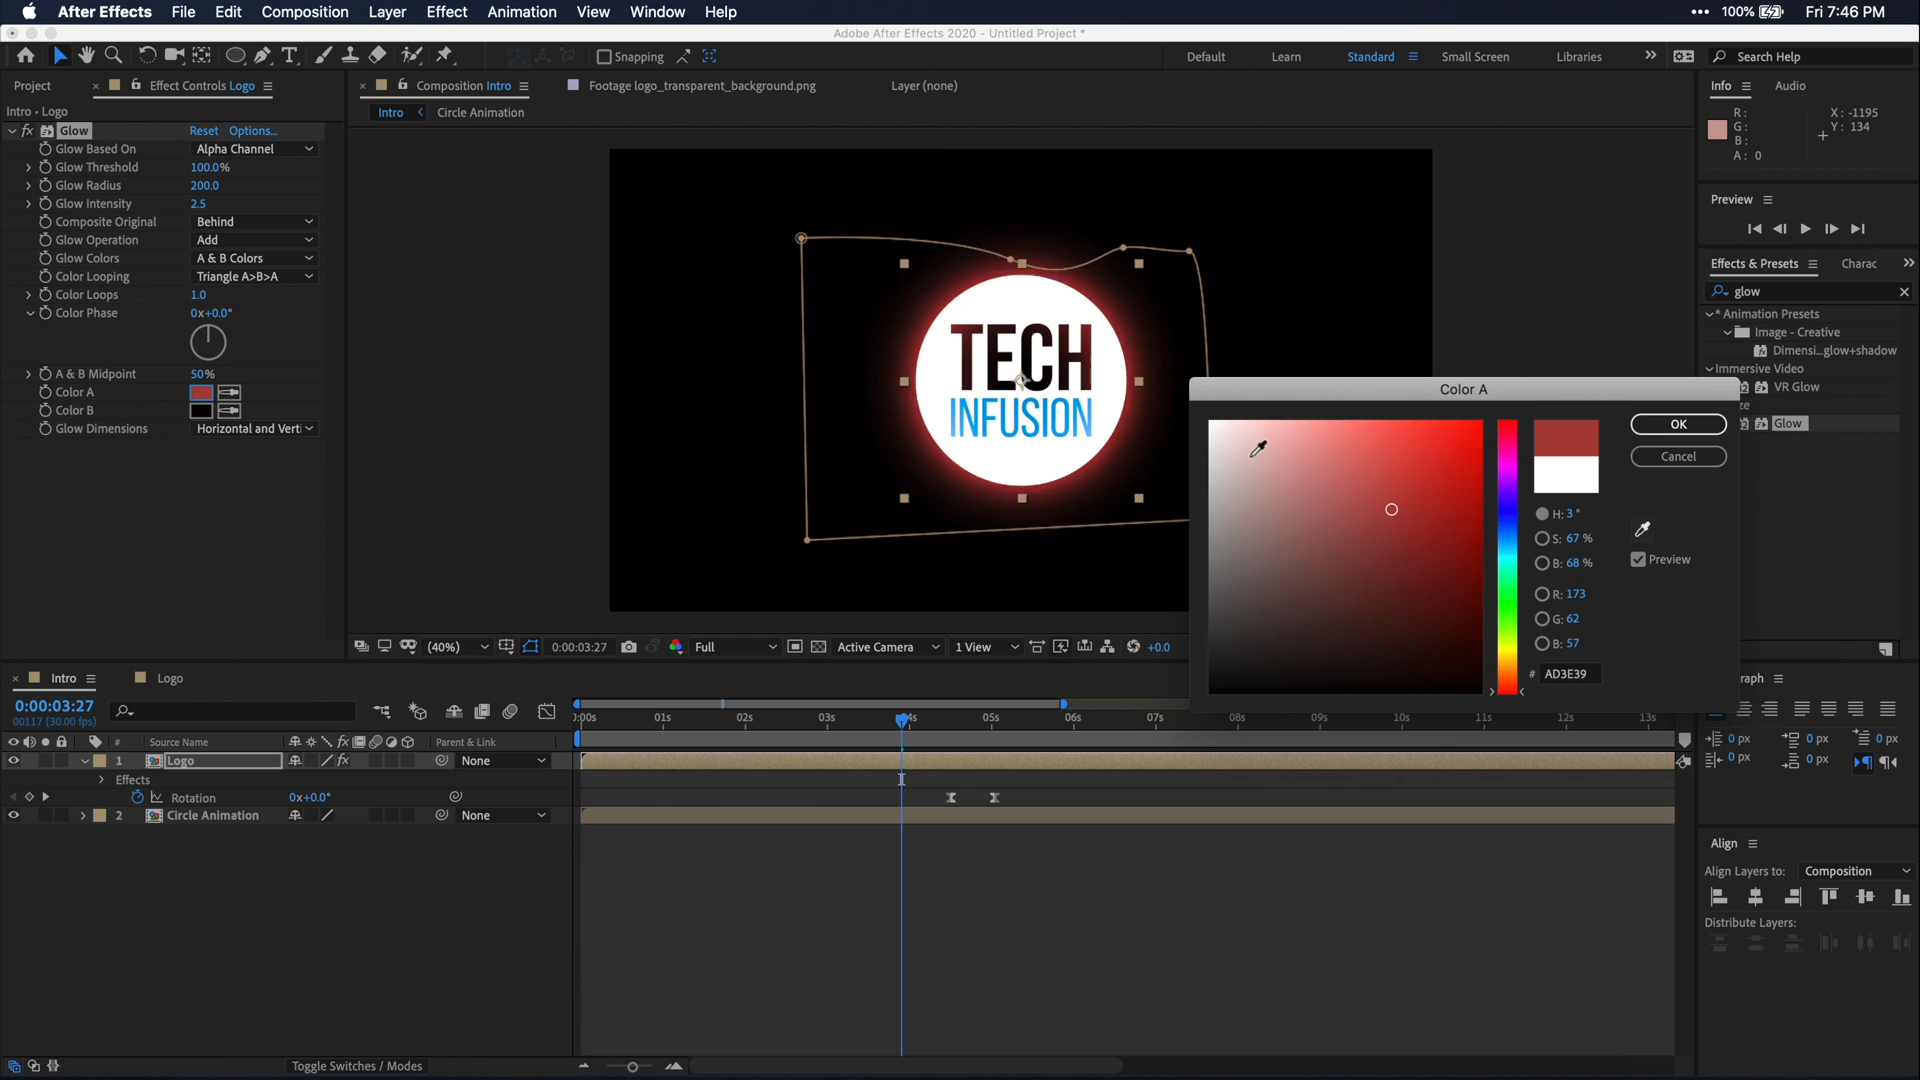 After Effects File Edit Composition Layer Effect Animation View Window Help 100% Fri 7:46 PM
Adobe After Effects 2020 - Untitled Project *
Snapping Default Learn Standard Small Screen Libraries Search Help
Project Effect Controls Logo Composition Intro Footage logo_transparent_background.png Layer (none) Info Audio
Intro • Logo
Intro Circle Animation
fx Glow Reset Options...
Glow Based On Alpha Channel
Glow Threshold 100.0%
Glow Radius 200.0
Glow Intensity 2.5
Composite Original Behind
Glow Operation Add
Glow Colors A & B Colors
Color Looping Triangle A>B>A
Color Loops 1.0
Color Phase 0x+0.0°
A & B Midpoint 50%
Color A
Color B
Glow Dimensions Horizontal and Verti
TECH
INFUSION
R: X: -1195
G: Y: 134
B:
A: 0
Preview
Effects & Presets Charac
glow
* Animation Presets
Image - Creative
Dimensi...glow+shadow
Immersive Video
VR Glow
ze
Glow
Color A
OK
Cancel
H: 3 °
S: 67 %
B: 68 %
Preview
R: 173
G: 62
B: 57
# AD3E39
(40%) 0:00:03:27 Full Active Camera 1 View +0.0
Intro Logo
0:00:03:27
00117 (30.00 fps)
:00s 01s 02s 03s 4s 05s 06s 07s 08s 09s 10s 11s 12s 13s
# Source Name fx Parent & Link
1 Logo fx None
Effects
Rotation 0x+0.0°
2 Circle Animation None
Toggle Switches / Modes
raph
0 px 0 px 0 px
0 px 0 px
Align
Align Layers to: Composition
Distribute Layers: